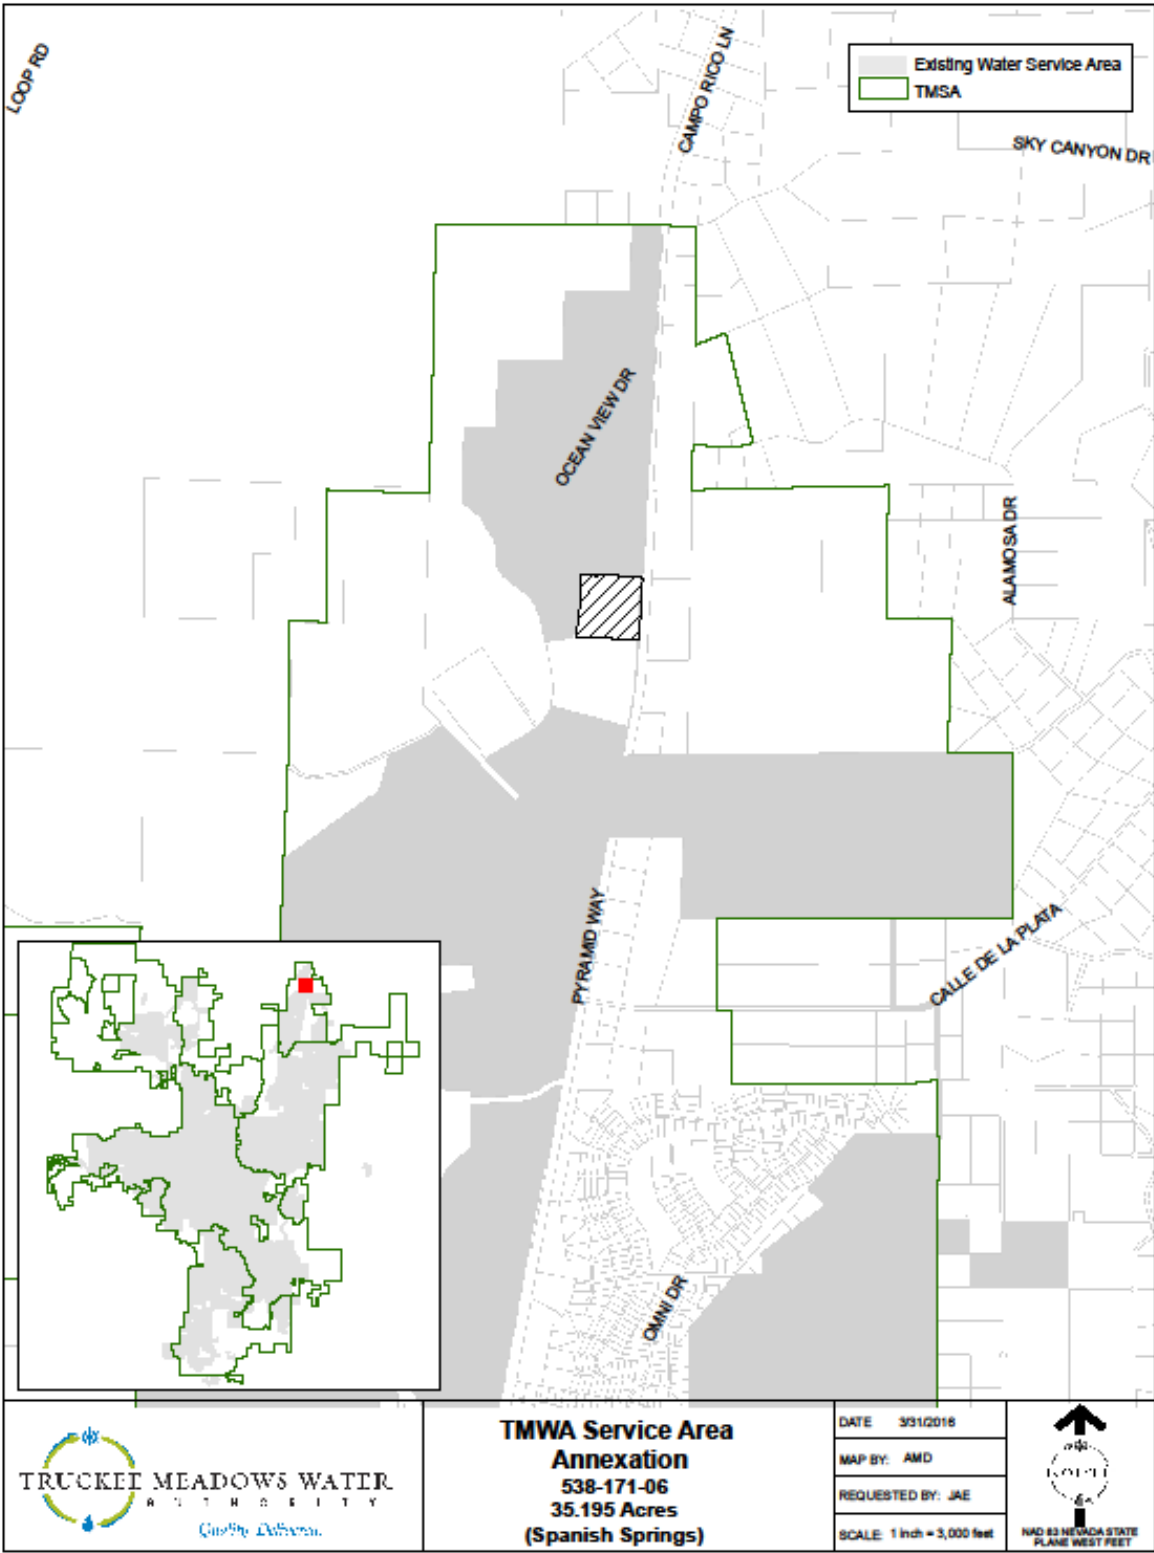 LOOP RD
CAMPO RICO LN
Existing Water Service Area
TMSA
SKY CANYON DR
OCEAN VIEW DR
ALAMOSA DR
PYRAMID WAY
CALLE DE LA PLATA
OMNI DR
TRUCKEE MEADOWS WATER
AUTHORITY
Quality. Delivered.
TMWA Service Area
Annexation
538-171-06
35.195 Acres
(Spanish Springs)
DATE 3/31/2016
MAP BY: AMD
REQUESTED BY: JAE
SCALE: 1 inch = 3,000 feet
NORTH
NAD 83 NEVADA STATE
PLANE WEST FEET